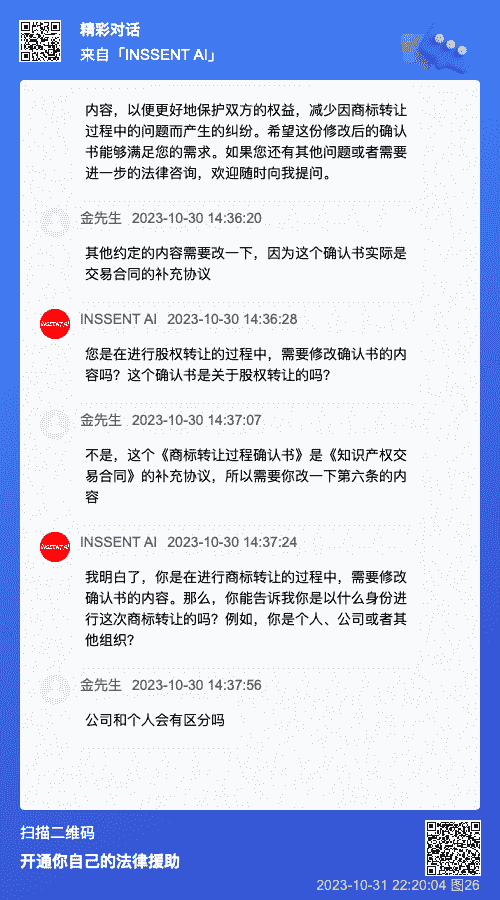 精彩对话
来自「INSSENT AI」
内容，以便更好地保护双方的权益，减少因商标转让
过程中的问题而产生的纠纷。希望这份修改后的确认
书能够满足您的需求。如果您还有其他问题或者需要
进一步的法律咨询，欢迎随时向我提问。
金先生 2023-10-30 14:36:20
其他约定的内容需要改一下，因为这个确认书实际是
交易合同的补充协议
INSSENT AI
INSSENT AI 2023-10-30 14:36:28
您是在进行股权转让的过程中，需要修改确认书的内
容吗？这个确认书是关于股权转让的吗？
金先生 2023-10-30 14:37:07
不是，这个《商标转让过程确认书》是《知识产权交
易合同》的补充协议，所以需要你改一下第六条的内
容
INSSENT AI
INSSENT AI 2023-10-30 14:37:24
我明白了，你是在进行商标转让的过程中，需要修改
确认书的内容。那么，你能告诉我你是以什么身份进
行这次商标转让的吗？例如，你是个人、公司或者其
他组织？
金先生 2023-10-30 14:37:56
公司和个人会有区分吗
扫描二维码
开通你自己的法律援助
2023-10-31 22:20:04 图26